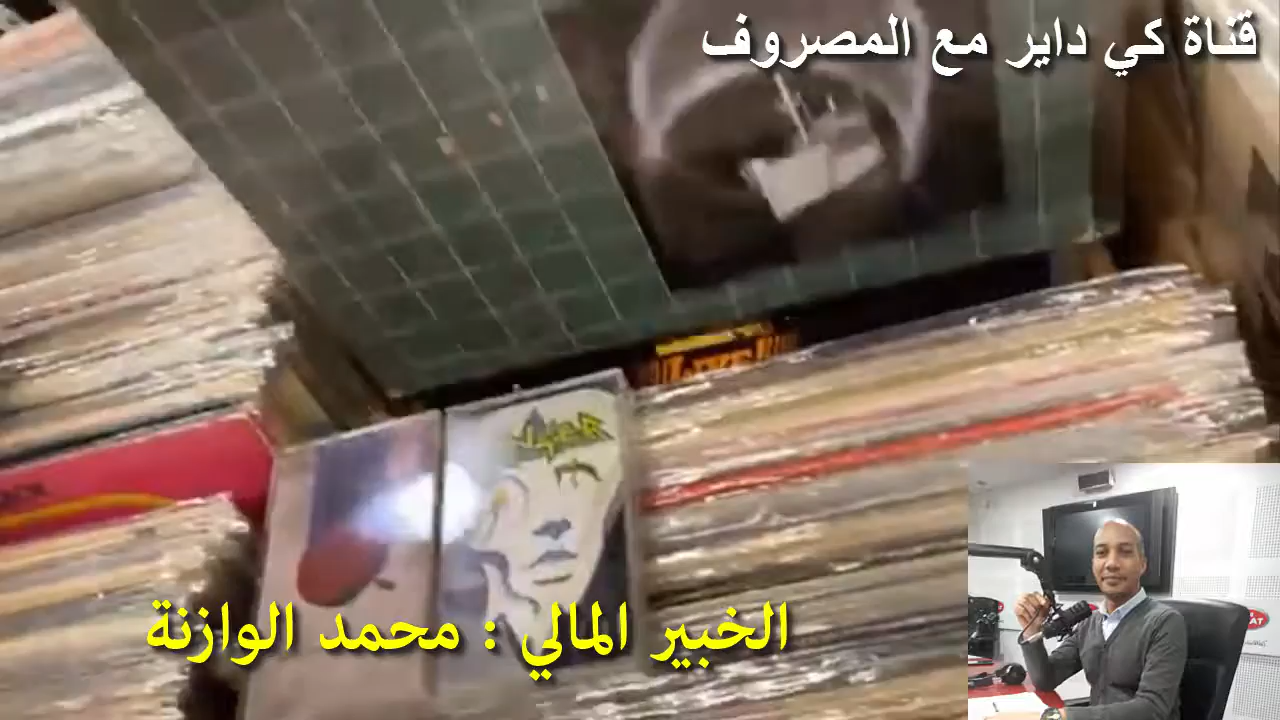 قناة كي داير مع المصروف
الخبير المالي : محمد الوازنة